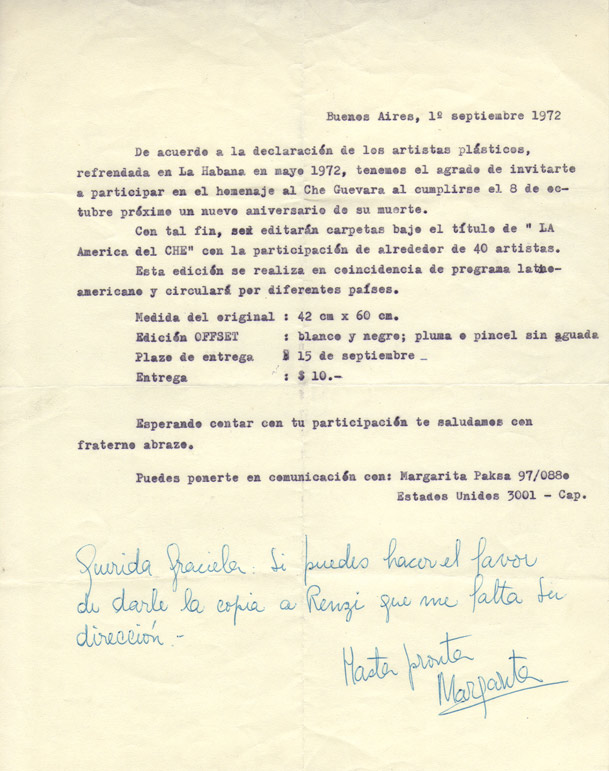 Buenos Aires, 1º septiembre 1972
De acuerdo a la declaración de los artistas plásticos,
refrendada en La Habana en mayo 1972, tenemos el agrado de invitarte
a participar en el homenaje al Che Guevara al cumplirse el 8 de oc-
tubre próximo un nuevo aniversario de su muerte.
Con tal fin, se editarán carpetas bajo el título de " LA
America del CHE" con la participación de alrededor de 40 artistas.
Esta edición se realiza en coincidencia de programa latino-
americano y circulará por diferentes países.
Medida del original : 42 cm x 60 cm.
Edición OFFSET : blanco y negro; pluma o pincel sin aguada
Plazo de entrega : 15 de septiembre _
Entrega : $ 10.-
Esperando contar con tu participación te saludamos con
fraterno abrazo.
Puedes ponerte en comunicación con: Margarita Paksa 97/0880
Estados Unidos 3001 - Cap.
Querida Graciela: Si puedes hacer el favor
de darle la copia a Renzi que me falta su
dirección.-
Hasta pronto
Margarita